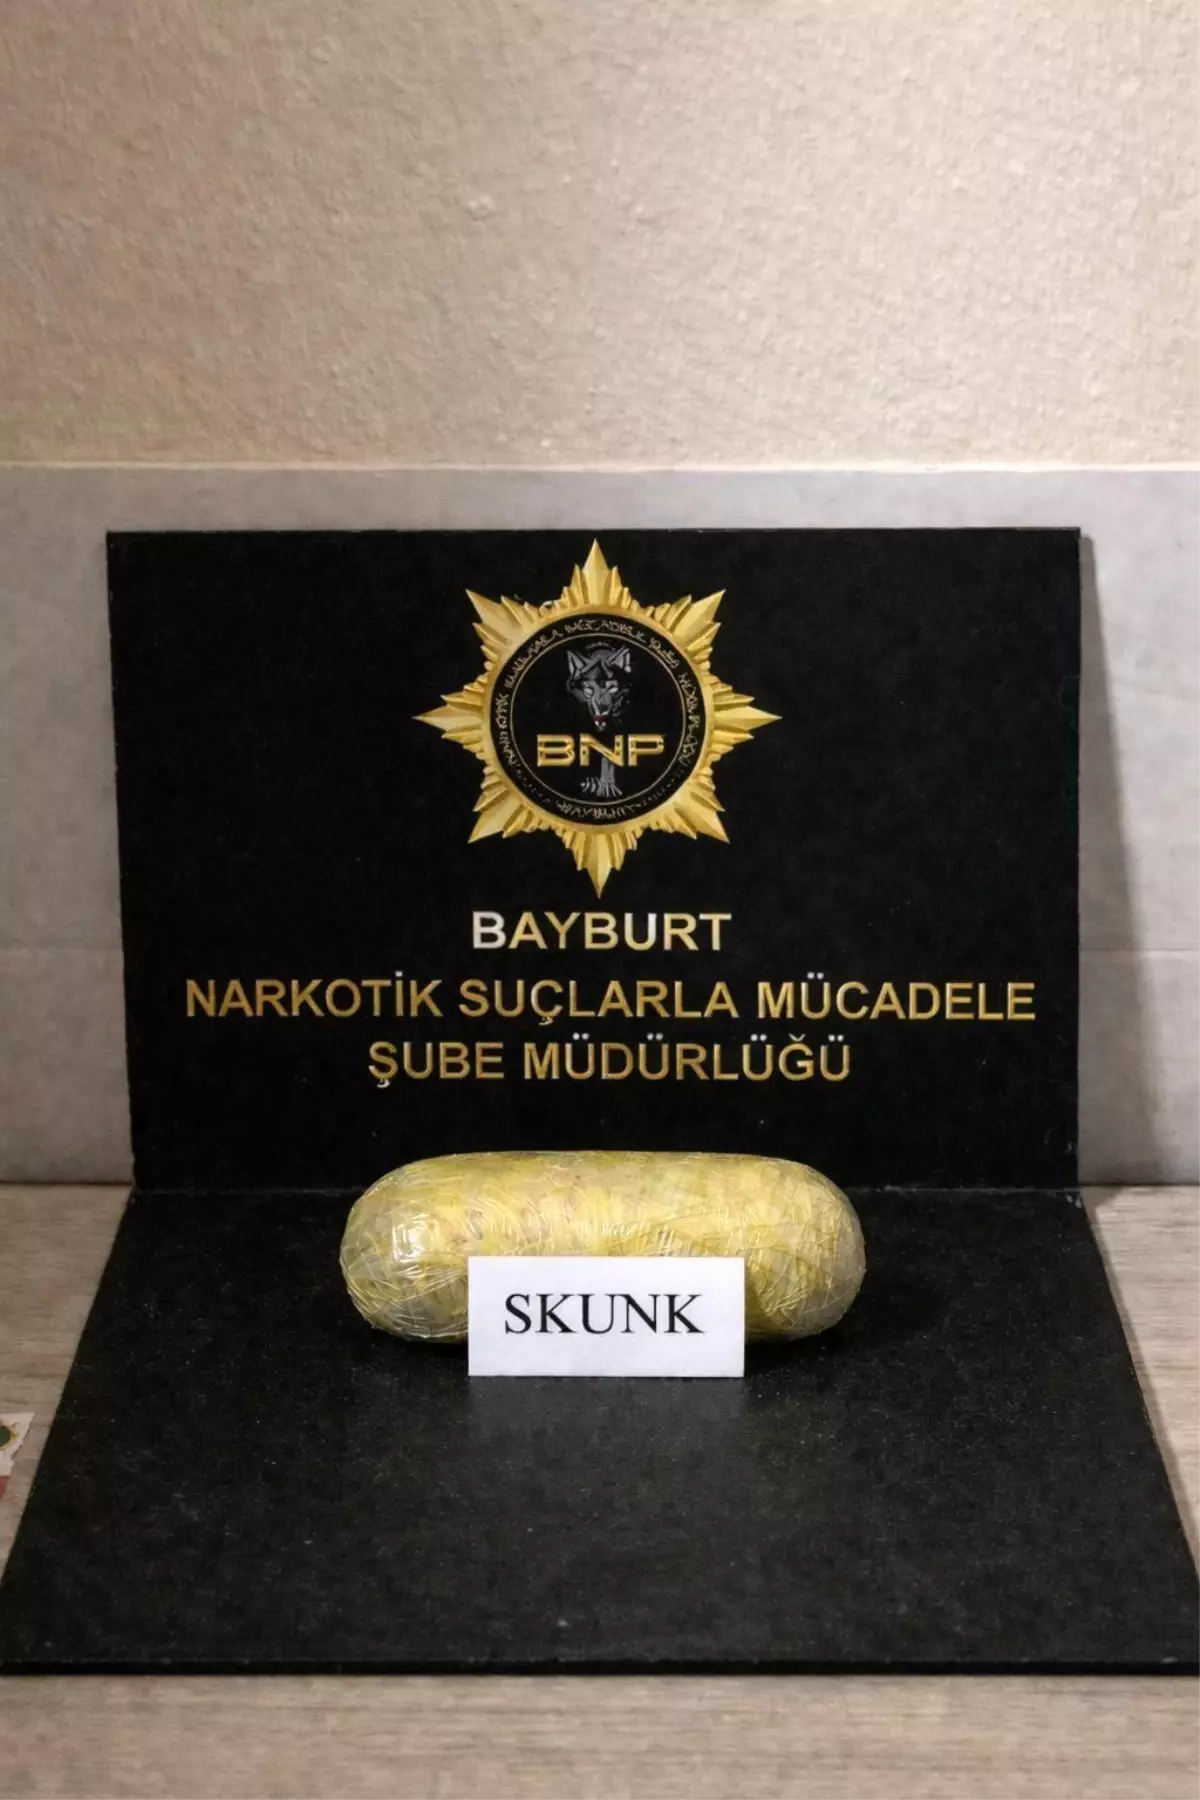 BNP
BAYBURT
NARKOTİK SUÇLARLA MÜCADELE
ŞUBE MÜDÜRLÜĞÜ
SKUNK